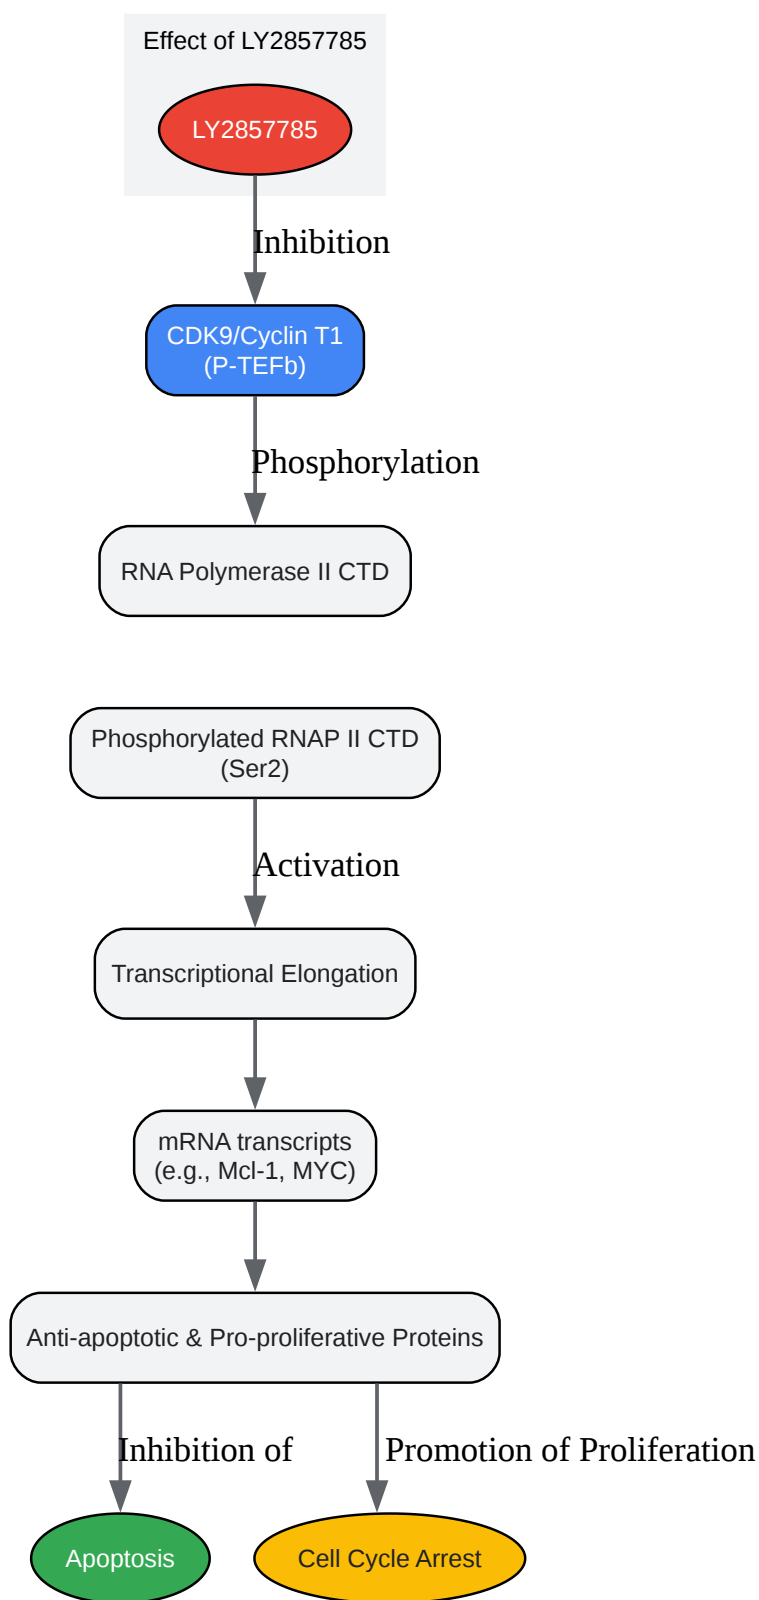 Effect of LY2857785
LY2857785
Inhibition
CDK9/Cyclin T1
(P-TEFb)
Phosphorylation
RNA Polymerase II CTD
Phosphorylated RNAP II CTD
(Ser2)
Activation
Transcriptional Elongation
mRNA transcripts
(e.g., Mcl-1, MYC)
Anti-apoptotic & Pro-proliferative Proteins
Inhibition of
Promotion of Proliferation
Apoptosis
Cell Cycle Arrest